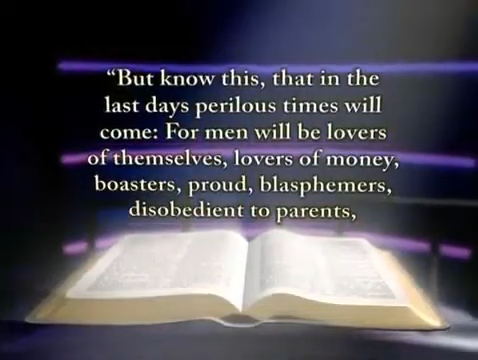 “But know this, that in the
last days perilous times will
come: For men will be lovers
of themselves, lovers of money,
boasters, proud, blasphemers,
disobedient to parents,